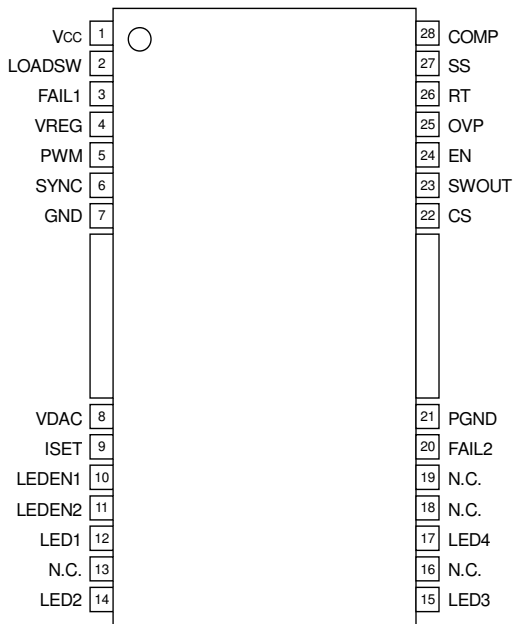 VCC 1 28 COMP
LOADSW 2 27 SS
FAIL1 3 26 RT
VREG 4 25 OVP
PWM 5 24 EN
SYNC 6 23 SWOUT
GND 7 22 CS
VDAC 8 21 PGND
ISET 9 20 FAIL2
LEDEN1 10 19 N.C.
LEDEN2 11 18 N.C.
LED1 12 17 LED4
N.C. 13 16 N.C.
LED2 14 15 LED3